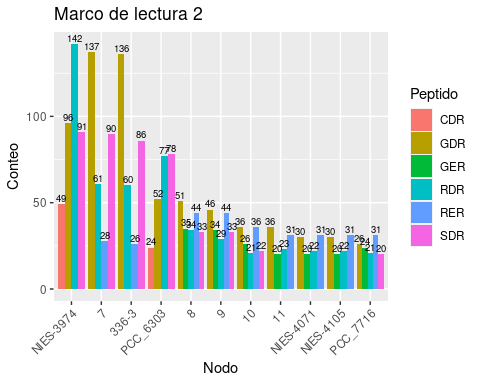 Marco de lectura 2
Conteo
100
50
0
49 96 142 91
137 61 28 90
136 60 26 86
24 52 77 78
51 35 34 44 33
46 34 29 44 33
36 26 21 36 22
36 20 23 31
30 20 22 31
30 20 22 31
26 24 21 31 20
NIES-3974
7
336-3
PCC_6303
8
9
10
11
NIES-4071
NIES-4105
PCC_7716
Nodo
Peptido
CDR
GDR
GER
RDR
RER
SDR